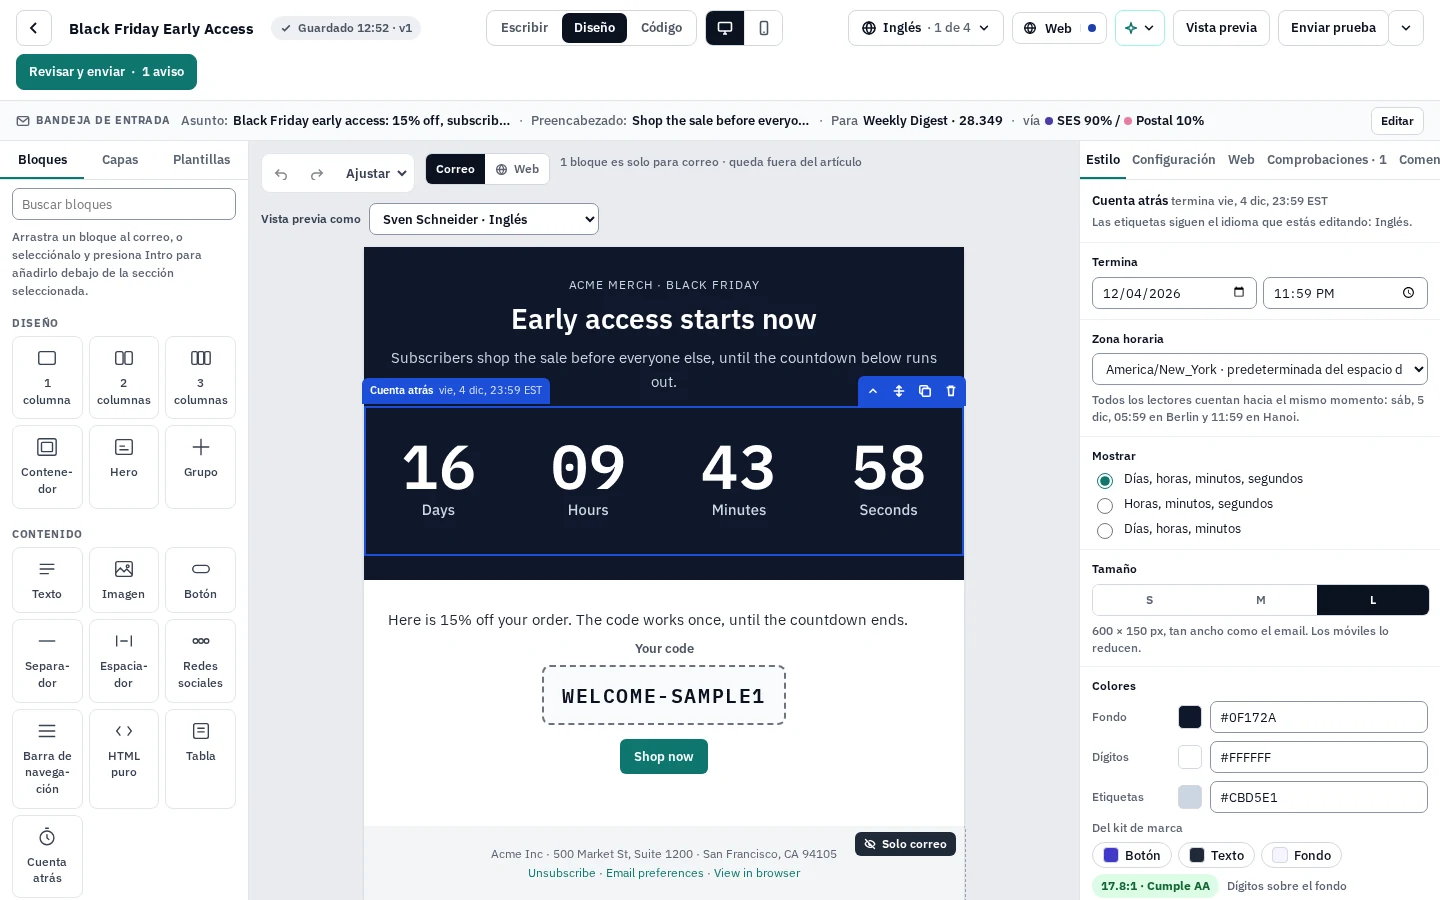 Black Friday Early Access
Guardado 12:52 · v1
Escribir
Diseño
Código
Inglés · 1 de 4
Web
Vista previa
Enviar prueba
Revisar y enviar · 1 aviso
BANDEJA DE ENTRADA
Asunto: Black Friday early access: 15% off, subscrib…
· Preencabezado: Shop the sale before everyo…
· Para Weekly Digest · 28.349
· vía SES 90% / Postal 10%
Editar
Bloques
Capas
Plantillas
Buscar bloques
Arrastra un bloque al correo, o
selecciónalo y presiona Intro para
añadirlo debajo de la sección
seleccionada.
DISEÑO
1
columna
2
columnas
3
columnas
Contene-
dor
Hero
Grupo
CONTENIDO
Texto
Imagen
Botón
Separa-
dor
Espacia-
dor
Redes
sociales
Barra de
navega-
ción
HTML
puro
Tabla
Cuenta
atrás
Ajustar
Correo
Web
1 bloque es solo para correo · queda fuera del artículo
Vista previa como
Sven Schneider · Inglés
ACME MERCH · BLACK FRIDAY
Early access starts now
Subscribers shop the sale before everyone else, until the countdown below runs
out.
Cuenta atrás vie, 4 dic, 23:59 EST
16
09
43
58
Days
Hours
Minutes
Seconds
Here is 15% off your order. The code works once, until the countdown ends.
Your code
WELCOME-SAMPLE1
Shop now
Solo correo
Acme Inc · 500 Market St, Suite 1200 · San Francisco, CA 94105
Unsubscribe · Email preferences · View in browser
Estilo
Configuración
Web
Comprobaciones · 1
Comen
Cuenta atrás termina vie, 4 dic, 23:59 EST
Las etiquetas siguen el idioma que estás editando: Inglés.
Termina
12/04/2026
11:59 PM
Zona horaria
America/New_York · predeterminada del espacio d
Todos los lectores cuentan hacia el mismo momento: sáb, 5
dic, 05:59 en Berlin y 11:59 en Hanoi.
Mostrar
Días, horas, minutos, segundos
Horas, minutos, segundos
Días, horas, minutos
Tamaño
S
M
L
600 × 150 px, tan ancho como el email. Los móviles lo
reducen.
Colores
Fondo
#0F172A
Dígitos
#FFFFFF
Etiquetas
#CBD5E1
Del kit de marca
Botón
Texto
Fondo
17.8:1 · Cumple AA
Dígitos sobre el fondo